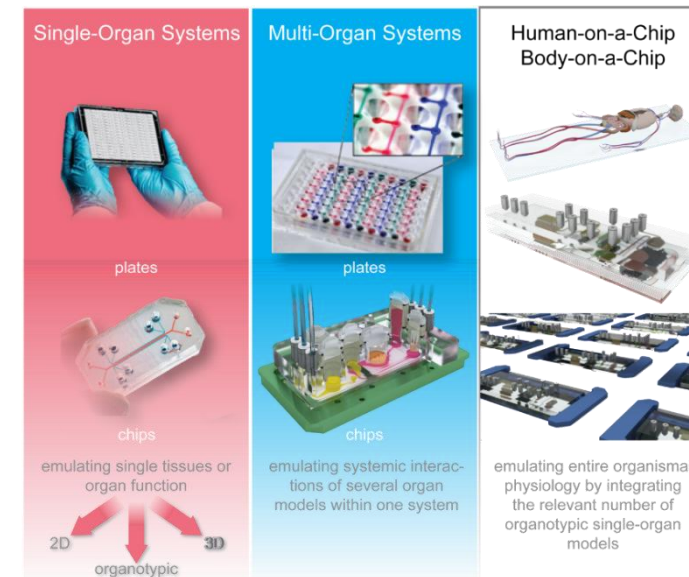 Single-Organ Systems
plates
chips
emulating single tissues or
organ function
2D
organotypic
3D
Multi-Organ Systems
plates
chips
emulating systemic interac-
tions of several organ
models within one system
Human-on-a-Chip
Body-on-a-Chip
emulating entire organisma
physiology by integrating
the relevant number of
organotypic single-organ
models